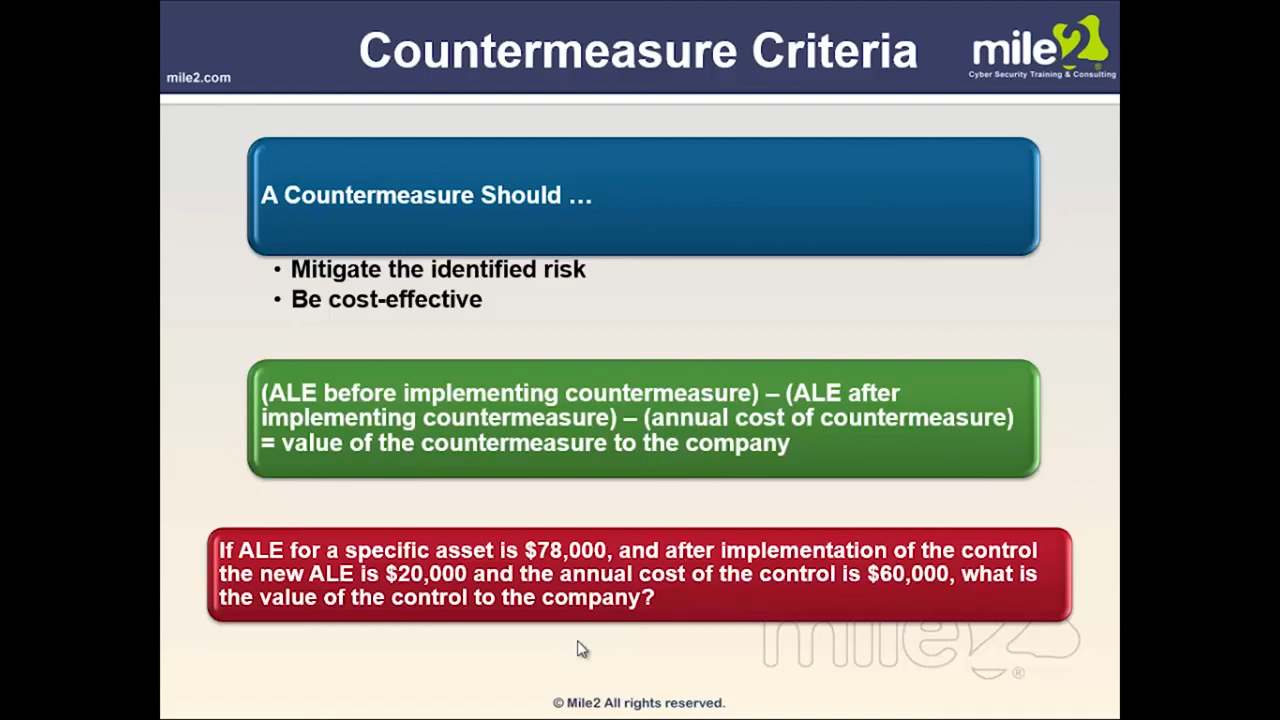 Countermeasure Criteria
mile2
Cyber Security Training & Consulting
mile2.com
A Countermeasure Should …
• Mitigate the identified risk
• Be cost-effective
(ALE before implementing countermeasure) – (ALE after
implementing countermeasure) – (annual cost of countermeasure)
= value of the countermeasure to the company
If ALE for a specific asset is $78,000, and after implementation of the control
the new ALE is $20,000 and the annual cost of the control is $60,000, what is
the value of the control to the company?
mile2®
© Mile2 All rights reserved.